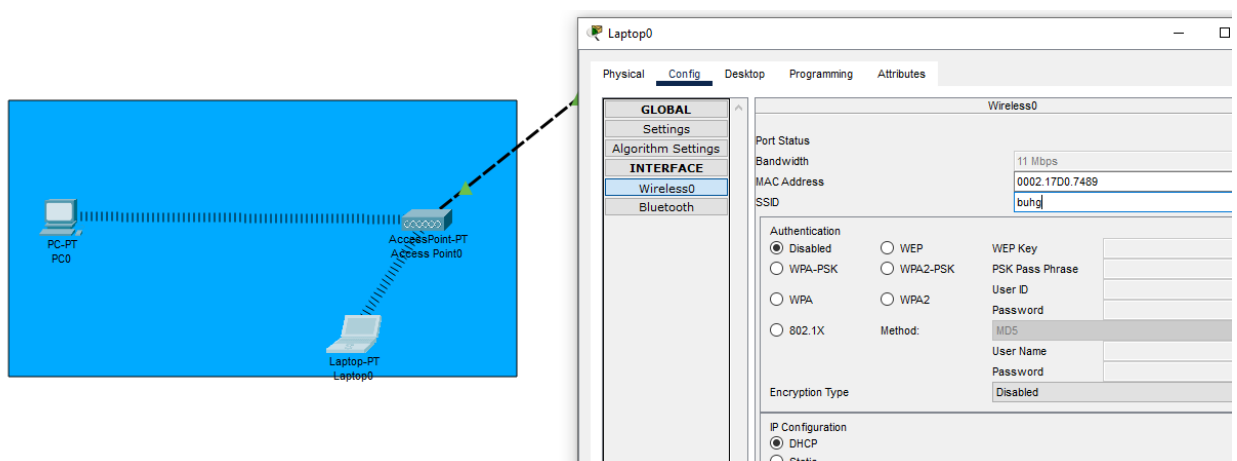 PC-PT
PC0
AccessPoint-PT
Access Point0
Laptop-PT
Laptop0
Laptop0
Physical Config Desktop Programming Attributes
GLOBAL
Settings
Algorithm Settings
INTERFACE
Wireless0
Bluetooth
Wireless0
Port Status
Bandwidth 11 Mbps
MAC Address 0002.17D0.7489
SSID buhg
Authentication
Disabled WEP WEP Key
WPA-PSK WPA2-PSK PSK Pass Phrase
User ID
WPA WPA2
Password
802.1X Method: MD5
User Name
Password
Encryption Type Disabled
IP Configuration
DHCP
Static